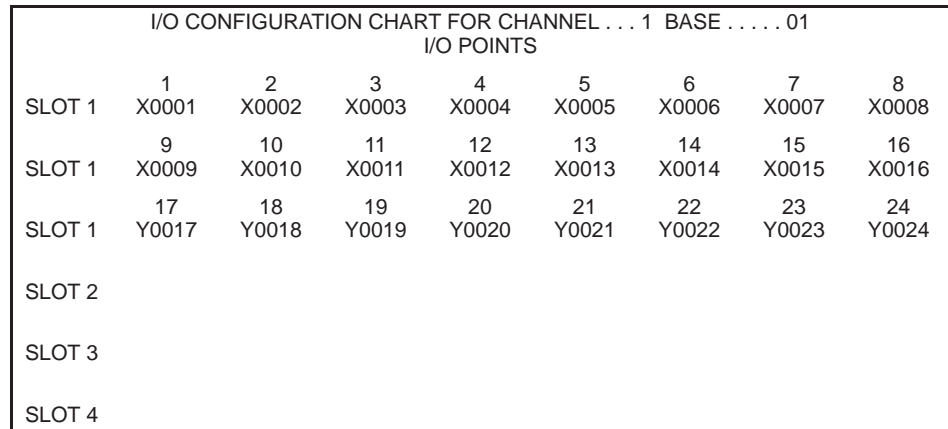 I/O CONFIGURATION CHART FOR CHANNEL . . . 1 BASE . . . . . 01
I/O POINTS
1 2 3 4 5 6 7 8
SLOT 1 X0001 X0002 X0003 X0004 X0005 X0006 X0007 X0008
9 10 11 12 13 14 15 16
SLOT 1 X0009 X0010 X0011 X0012 X0013 X0014 X0015 X0016
17 18 19 20 21 22 23 24
SLOT 1 Y0017 Y0018 Y0019 Y0020 Y0021 Y0022 Y0023 Y0024
SLOT 2
SLOT 3
SLOT 4